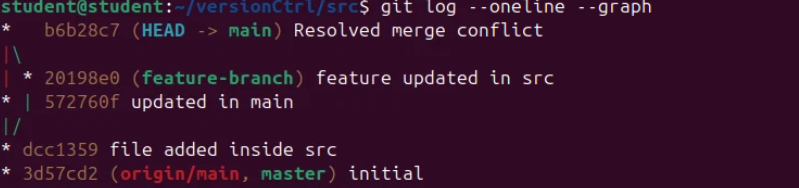 student@student:~/versionCtrl/src$ git log --oneline --graph
*   b6b28c7 (HEAD -> main) Resolved merge conflict
|\
| * 20198e0 (feature-branch) feature updated in src
* | 572760f updated in main
|/
* dcc1359 file added inside src
* 3d57cd2 (origin/main, master) initial